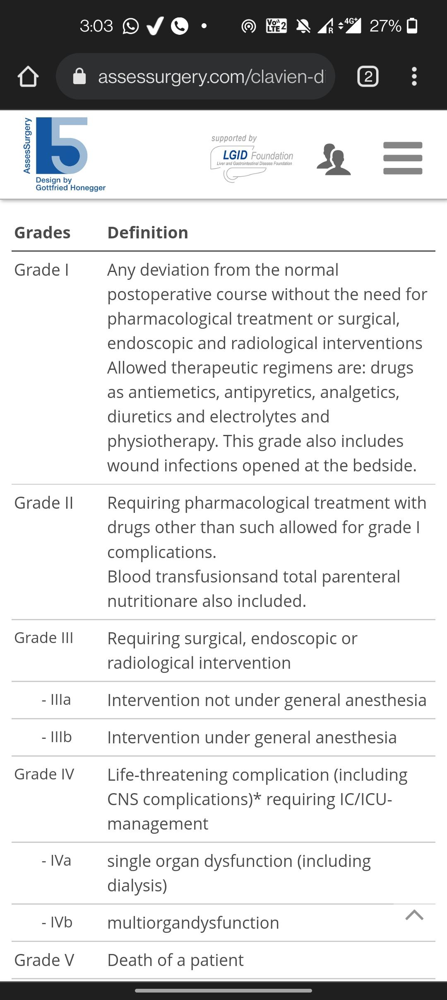 3:03 Vo)) LTE 2 R 4G+ 27%
assessurgery.com/clavien-di
2
AssesSurgery
Design by
Gottfried Honegger
supported by
LGID Foundation
Liver and Gastrointestinal Disease Foundation
Grades Definition
Grade I Any deviation from the normal
postoperative course without the need for
pharmacological treatment or surgical,
endoscopic and radiological interventions
Allowed therapeutic regimens are: drugs
as antiemetics, antipyretics, analgetics,
diuretics and electrolytes and
physiotherapy. This grade also includes
wound infections opened at the bedside.
Grade II Requiring pharmacological treatment with
drugs other than such allowed for grade I
complications.
Blood transfusionsand total parenteral
nutritionare also included.
Grade III Requiring surgical, endoscopic or
radiological intervention
- IIIa Intervention not under general anesthesia
- IIIb Intervention under general anesthesia
Grade IV Life-threatening complication (including
CNS complications)* requiring IC/ICU-
management
- IVa single organ dysfunction (including
dialysis)
- IVb multiorgandysfunction
Grade V Death of a patient